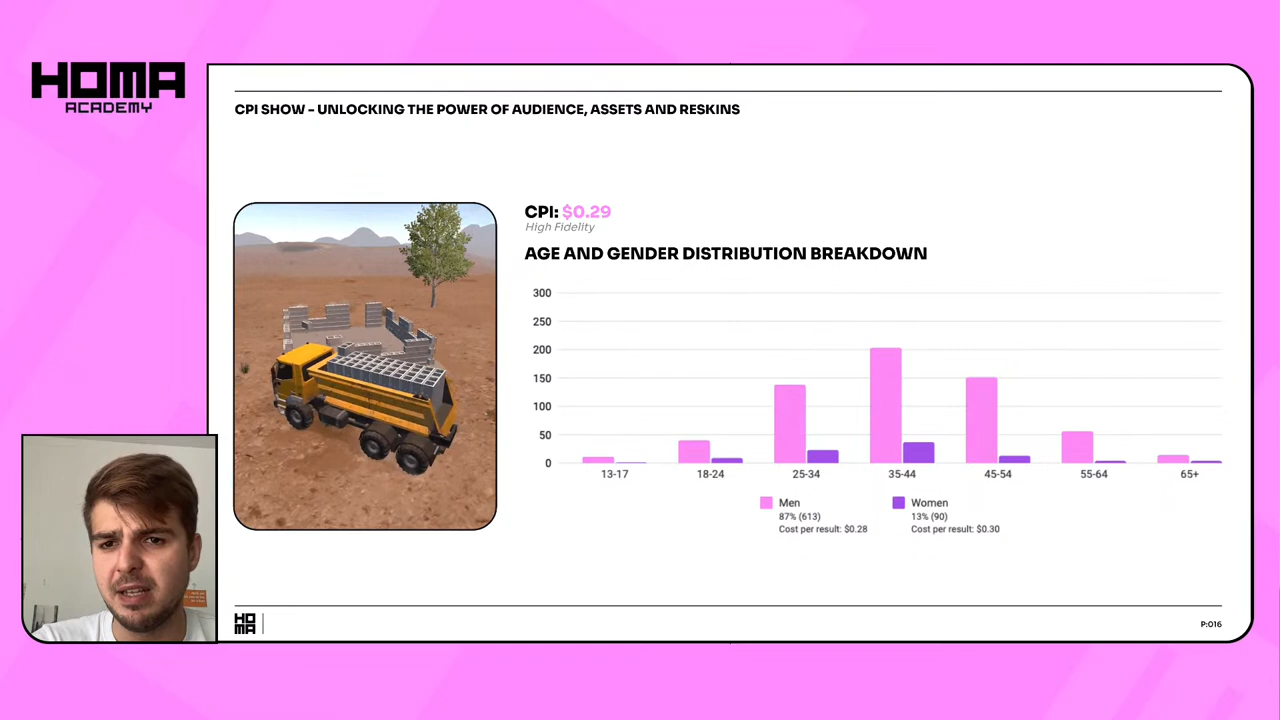 HOMA
ACADEMY
CPI SHOW - UNLOCKING THE POWER OF AUDIENCE, ASSETS AND RESKINS
CPI: $0.29
High Fidelity
AGE AND GENDER DISTRIBUTION BREAKDOWN
300
250
200
150
100
50
0
13-17 18-24 25-34 35-44 45-54 55-64 65+
Men Women
87% (613) 13% (90)
Cost per result: $0.28 Cost per result: $0.30
HO
MA
P:016